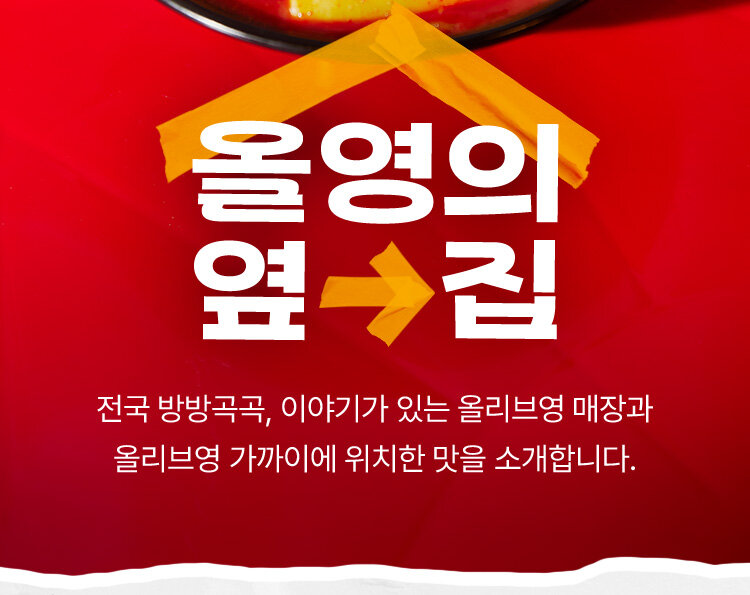 올영의
옆→집
전국 방방곡곡, 이야기가 있는 올리브영 매장과
올리브영 가까이에 위치한 맛을 소개합니다.